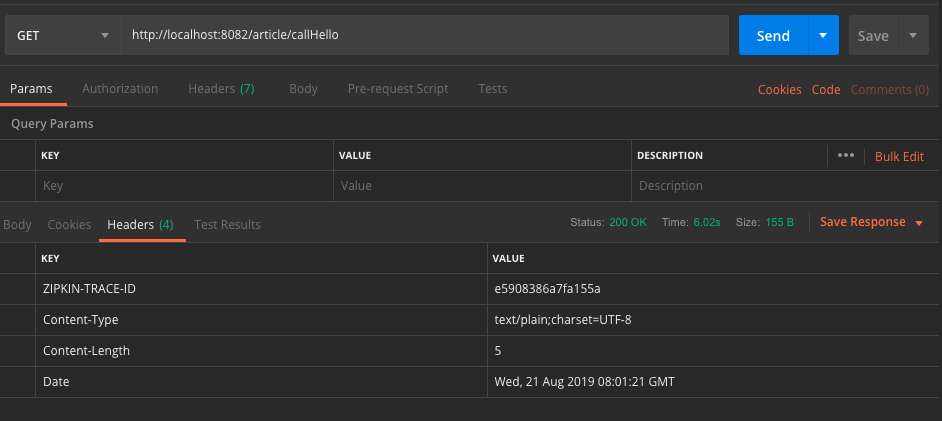 GET http://localhost:8082/article/callHello Send Save
Params Authorization Headers (7) Body Pre-request Script Tests Cookies Code Comments (0)
Query Params
KEY VALUE DESCRIPTION ••• Bulk Edit
Key Value Description
Body Cookies Headers (4) Test Results Status: 200 OK Time: 6.02s Size: 155 B Save Response
KEY VALUE
ZIPKIN-TRACE-ID e5908386a7fa155a
Content-Type text/plain;charset=UTF-8
Content-Length 5
Date Wed, 21 Aug 2019 08:01:21 GMT